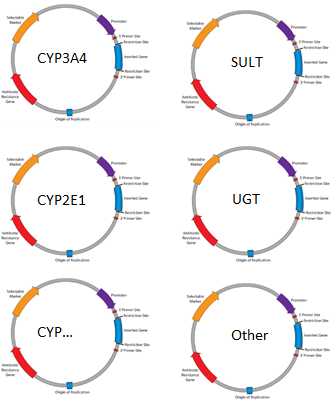 Selectable
Marker
Promoter
5' Primer Site
Restriction Site
Inserted Gene
Restriction Site
3' Primer Site
Antibiotic
Resistance
Gene
Origin of Replication
CYP3A4
Selectable
Marker
Promoter
5' Primer Site
Restriction Site
Inserted Gene
Restriction Site
3' Primer Site
Antibiotic
Resistance
Gene
Origin of Replication
SULT
Selectable
Marker
Promoter
5' Primer Site
Restriction Site
Inserted Gene
Restriction Site
3' Primer Site
Antibiotic
Resistance
Gene
Origin of Replication
CYP2E1
Selectable
Marker
Promoter
5' Primer Site
Restriction Site
Inserted Gene
Restriction Site
3' Primer Site
Antibiotic
Resistance
Gene
Origin of Replication
UGT
Selectable
Marker
Promoter
5' Primer Site
Restriction Site
Inserted Gene
Restriction Site
3' Primer Site
Antibiotic
Resistance
Gene
Origin of Replication
CYP...
Selectable
Marker
Promoter
5' Primer Site
Restriction Site
Inserted Gene
Restriction Site
3' Primer Site
Antibiotic
Resistance
Gene
Origin of Replication
Other